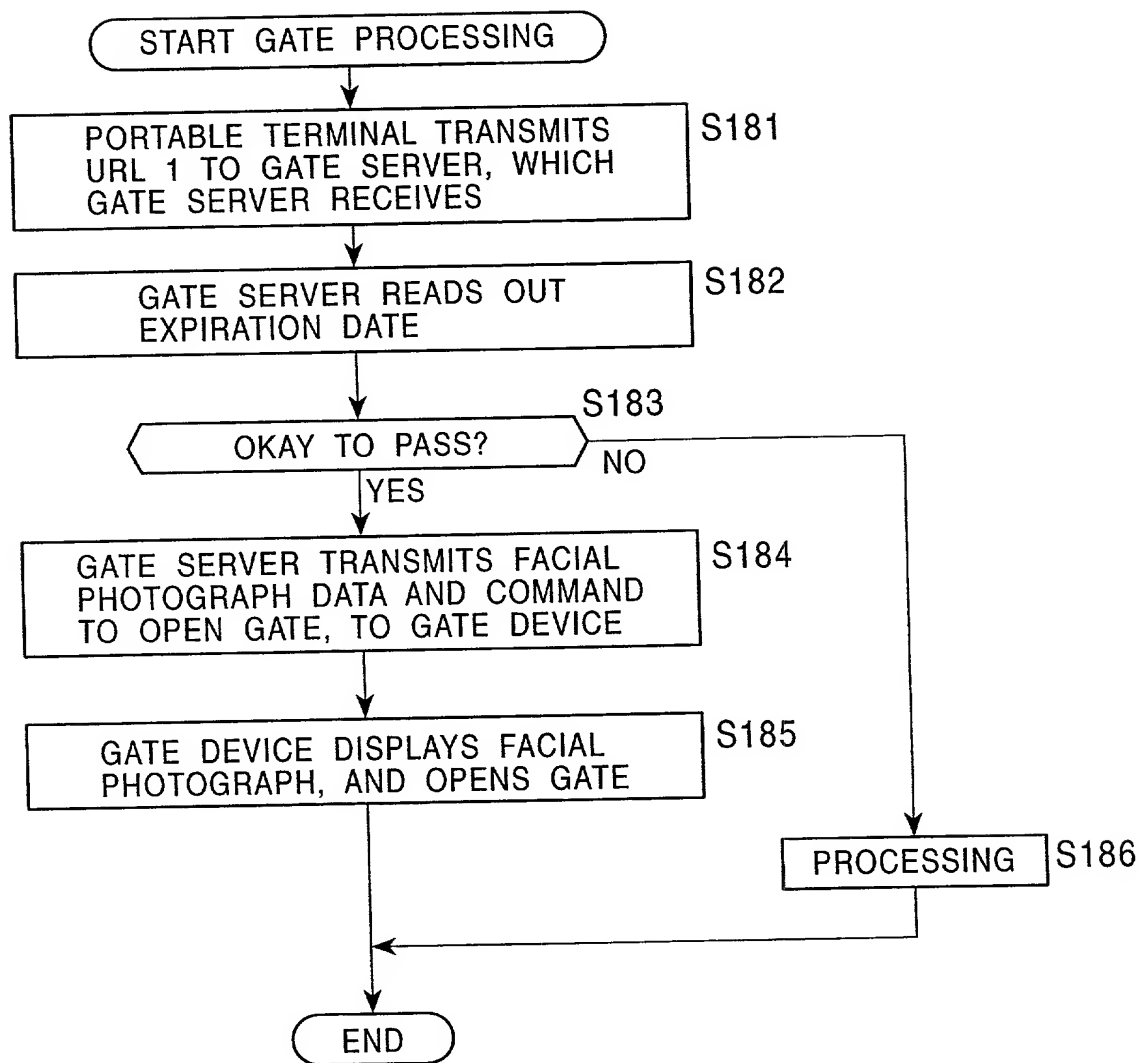 START GATE PROCESSING
PORTABLE TERMINAL TRANSMITS
URL 1 TO GATE SERVER, WHICH
GATE SERVER RECEIVES
S181
GATE SERVER READS OUT
EXPIRATION DATE
S182
S183
OKAY TO PASS?
NO
YES
GATE SERVER TRANSMITS FACIAL
PHOTOGRAPH DATA AND COMMAND
TO OPEN GATE, TO GATE DEVICE
S184
GATE DEVICE DISPLAYS FACIAL
PHOTOGRAPH, AND OPENS GATE
S185
PROCESSING
S186
END